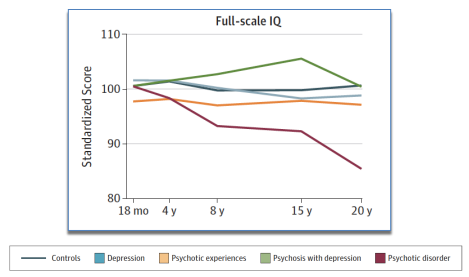 Full-scale IQ
110
100
90
80
Standardized Score
18 mo 4 y 8 y 15 y 20 y
Controls Depression Psychotic experiences Psychosis with depression Psychotic disorder